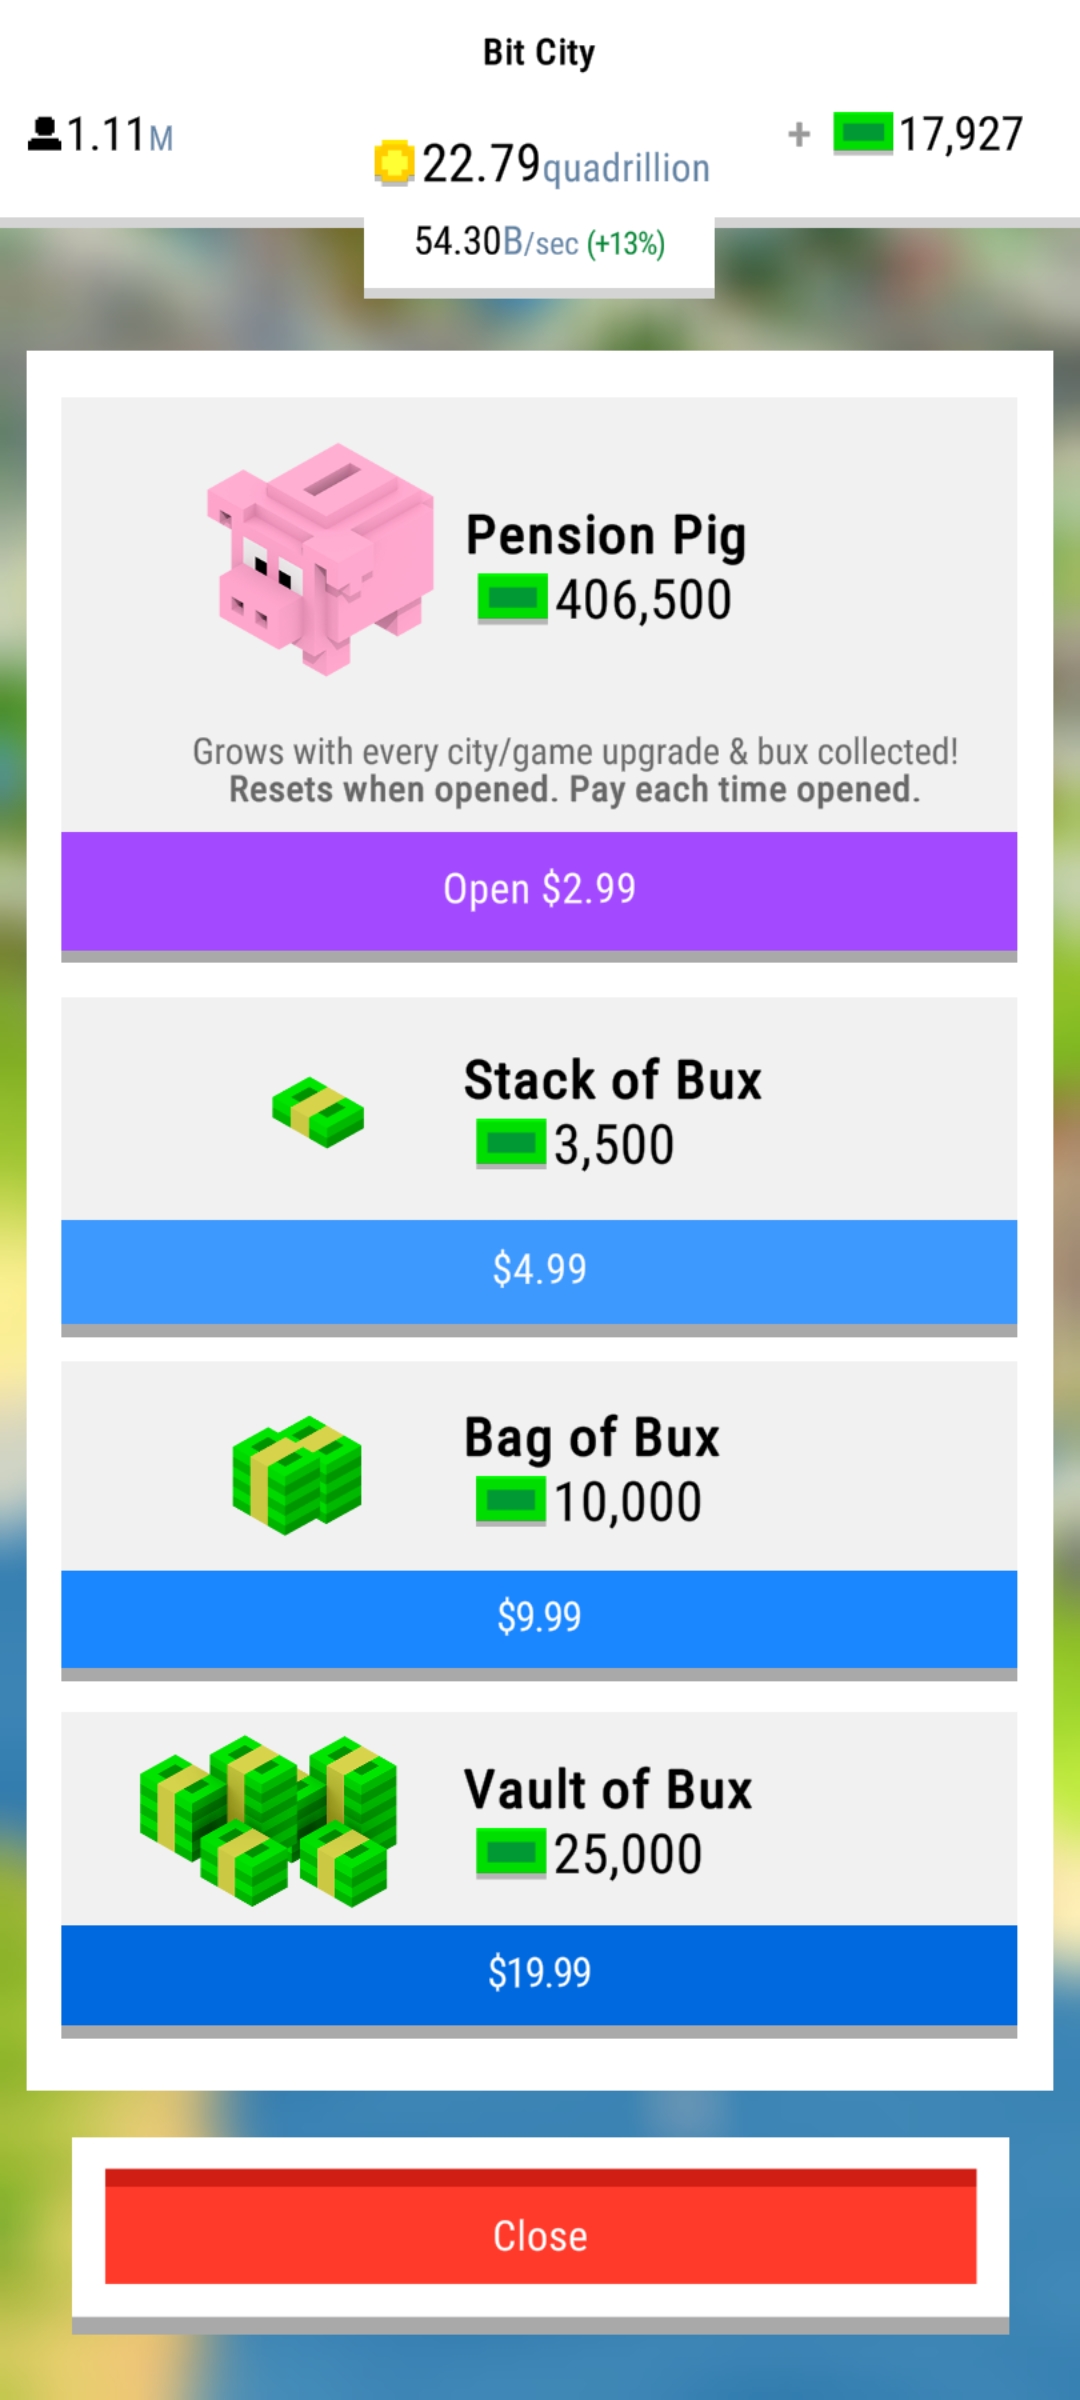 Bit City
1.11M
22.79quadrillion
+ 17,927
54.30B/sec (+13%)
Pension Pig
406,500
Grows with every city/game upgrade & bux collected!
Resets when opened. Pay each time opened.
Open $2.99
Stack of Bux
3,500
$4.99
Bag of Bux
10,000
$9.99
Vault of Bux
25,000
$19.99
Close